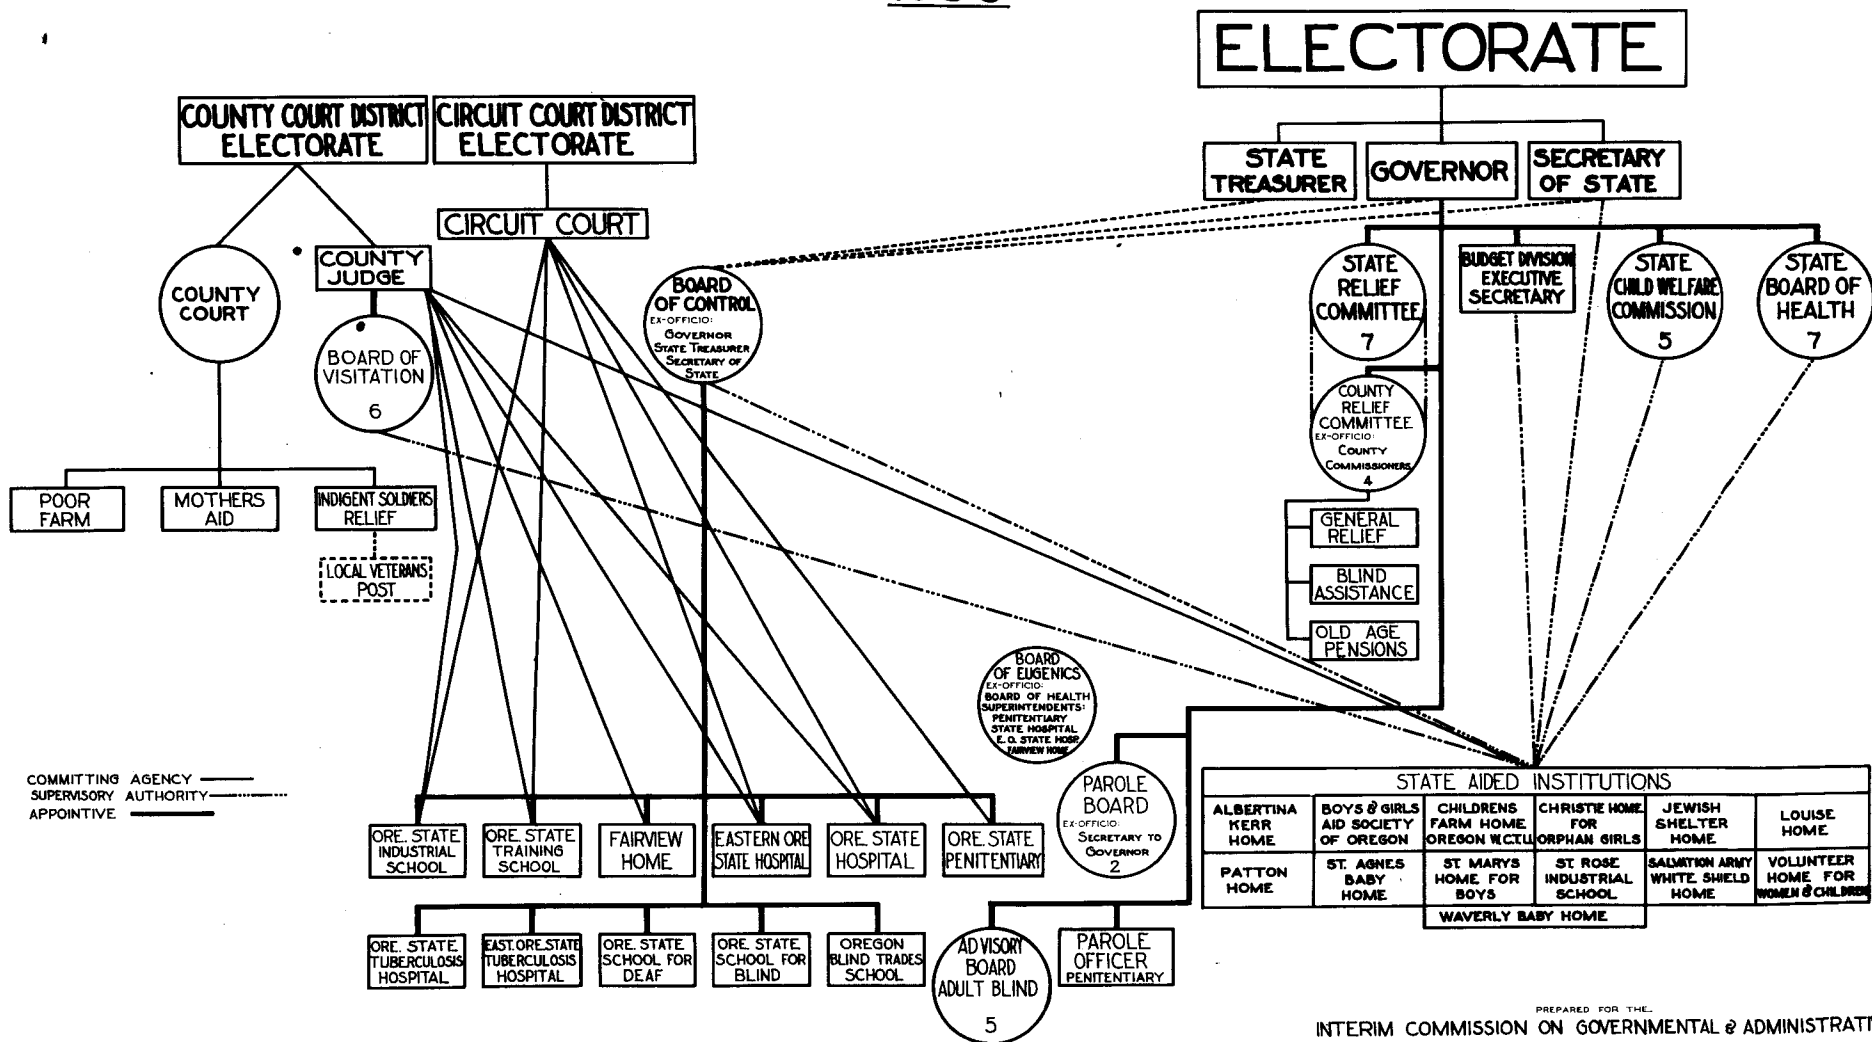 ELECTORATE
COUNTY COURT DISTRICT
ELECTORATE
CIRCUIT COURT DISTRICT
ELECTORATE
STATE
TREASURER
GOVERNOR
SECRETARY
OF STATE
CIRCUIT COURT
COUNTY
COURT
COUNTY
JUDGE
BOARD OF
VISITATION
6
BOARD
OF CONTROL
EX-OFFICIO:
GOVERNOR
STATE TREASURER
SECRETARY OF
STATE
STATE
RELIEF
COMMITTEE
7
BUDGET DIVISION
EXECUTIVE
SECRETARY
STATE
CHILD WELFARE
COMMISSION
5
STATE
BOARD OF
HEALTH
7
COUNTY
RELIEF
COMMITTEE
EX-OFFICIO:
COUNTY
COMMISSIONERS
4
POOR
FARM
MOTHERS
AID
INDIGENT SOLDIERS
RELIEF
LOCAL VETERANS
POST
GENERAL
RELIEF
BLIND
ASSISTANCE
OLD AGE
PENSIONS
BOARD
OF EUGENICS
EX-OFFICIO:
BOARD OF HEALTH
SUPERINTENDENTS:
PENITENTIARY
STATE HOSPITAL
E.O. STATE HOSP.
FAIRVIEW HOME
COMMITTING AGENCY
SUPERVISORY AUTHORITY
APPOINTIVE
PAROLE
BOARD
EX-OFFICIO:
SECRETARY TO
GOVERNOR
2
ORE. STATE
INDUSTRIAL
SCHOOL
ORE. STATE
TRAINING
SCHOOL
FAIRVIEW
HOME
EASTERN ORE
STATE HOSPITAL
ORE. STATE
HOSPITAL
ORE. STATE
PENITENTIARY
STATE AIDED INSTITUTIONS
ALBERTINA
KERR
HOME
BOYS & GIRLS
AID SOCIETY
OF OREGON
CHILDRENS
FARM HOME
OREGON W.C.T.U.
CHRISTIE HOME
FOR
ORPHAN GIRLS
JEWISH
SHELTER
HOME
LOUISE
HOME
PATTON
HOME
ST. AGNES
BABY
HOME
ST. MARYS
HOME FOR
BOYS
ST. ROSE
INDUSTRIAL
SCHOOL
SALVATION ARMY
WHITE SHIELD
HOME
VOLUNTEER
HOME FOR
WOMEN & CHILDREN
WAVERLY BABY HOME
ORE. STATE
TUBERCULOSIS
HOSPITAL
EAST. ORE. STATE
TUBERCULOSIS
HOSPITAL
ORE. STATE
SCHOOL FOR
DEAF
ORE. STATE
SCHOOL FOR
BLIND
OREGON
BLIND TRADES
SCHOOL
ADVISORY
BOARD
ADULT BLIND
5
PAROLE
OFFICER
PENITENTIARY
PREPARED FOR THE
INTERIM COMMISSION ON GOVERNMENTAL & ADMINISTRATI